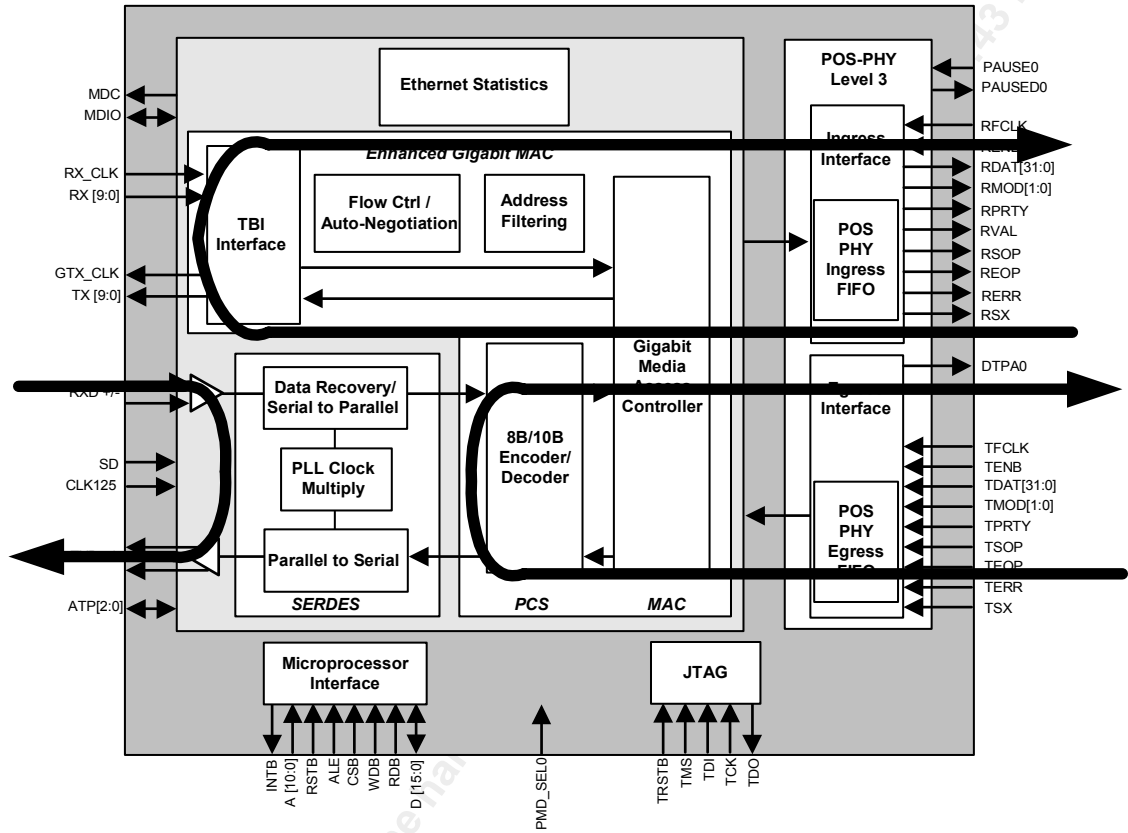 Ethernet Statistics
POS-PHY
Level 3
PAUSE0
PAUSED0
MDC
MDIO
RFCLK
Ingress
Interface
Enhanced Gigabit MAC
RX_CLK
RX [9:0]
GTX_CLK
TX [9:0]
TBI
Interface
Flow Ctrl /
Auto-Negotiation
Address
Filtering
RDAT[31:0]
RMOD[1:0]
RPRTY
RVAL
RSOP
REOP
RERR
RSX
POS
PHY
Ingress
FIFO
Gigabit
Media
Controller
DTPA0
Interface
RXD +/-
Data Recovery/
Serial to Parallel
PLL Clock
Multiply
Parallel to Serial
SERDES
8B/10B
Encoder/
Decoder
PCS
MAC
SD
CLK125
ATP[2:0]
TFCLK
TENB
TDAT[31:0]
TMOD[1:0]
TPRTY
TSOP
TEOP
TERR
TSX
POS
PHY
Egress
FIFO
Microprocessor
Interface
JTAG
INTB
A [10:0]
RSTB
ALE
CSB
WDB
RDB
D [15:0]
PMD_SEL0
TRSTB
TMS
TDI
TCK
TDO